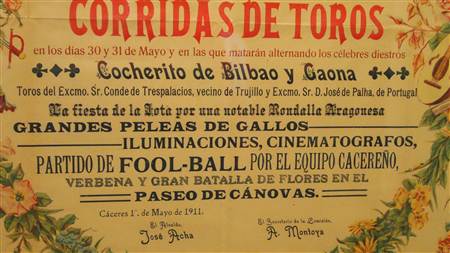 CORRIDAS DE TOROS
en los días 30 y 31 de Mayo y en las que matarán alternando los célebres diestros
Cocherito de Bilbao y Gaona
Toros del Excmo. Sr. Conde de Trespalacios, vecino de Trujillo y Excmo. Sr. D. José de Palha, de Portugal
La fiesta de la Jota por una notable Rondalla Aragonesa
GRANDES PELEAS DE GALLOS
ILUMINACIONES, CINEMATOGRAFOS,
PARTIDO DE FOOL-BALL POR EL EQUIPO CACEREÑO,
VERBENA Y GRAN BATALLA DE FLORES EN EL
PASEO DE CÁNOVAS.
Cáceres 1º. de Mayo de 1911.
El Alcalde, El Secretario de la Comisión,
José Acha A. Montoya